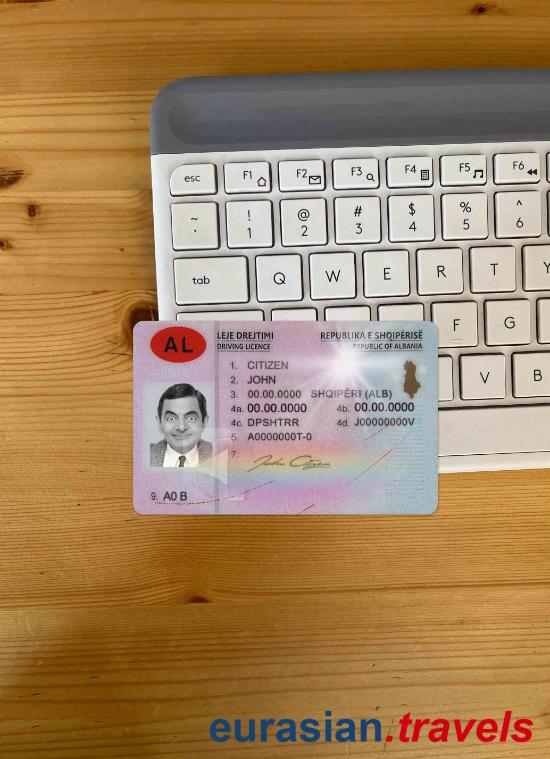 esc F1 F2 F3 F4 F5 F6
~ ! @ # $ % ^
` 1 2 3 4 5 6
tab Q W E R T Y
F G
V B
AL
LEJE DREJTIMI REPUBLIKA E SHQIPËRISË
DRIVING LICENCE REPUBLIC OF ALBANIA
1. CITIZEN
2. JOHN
3. 00.00.0000 SHQIPËRI (ALB)
4a. 00.00.0000 4b. 00.00.0000
4c. DPSHTRR 4d. J0000000V
5. A0000000T-0
7. John Citizen
9. A0 B
eurasian.travels